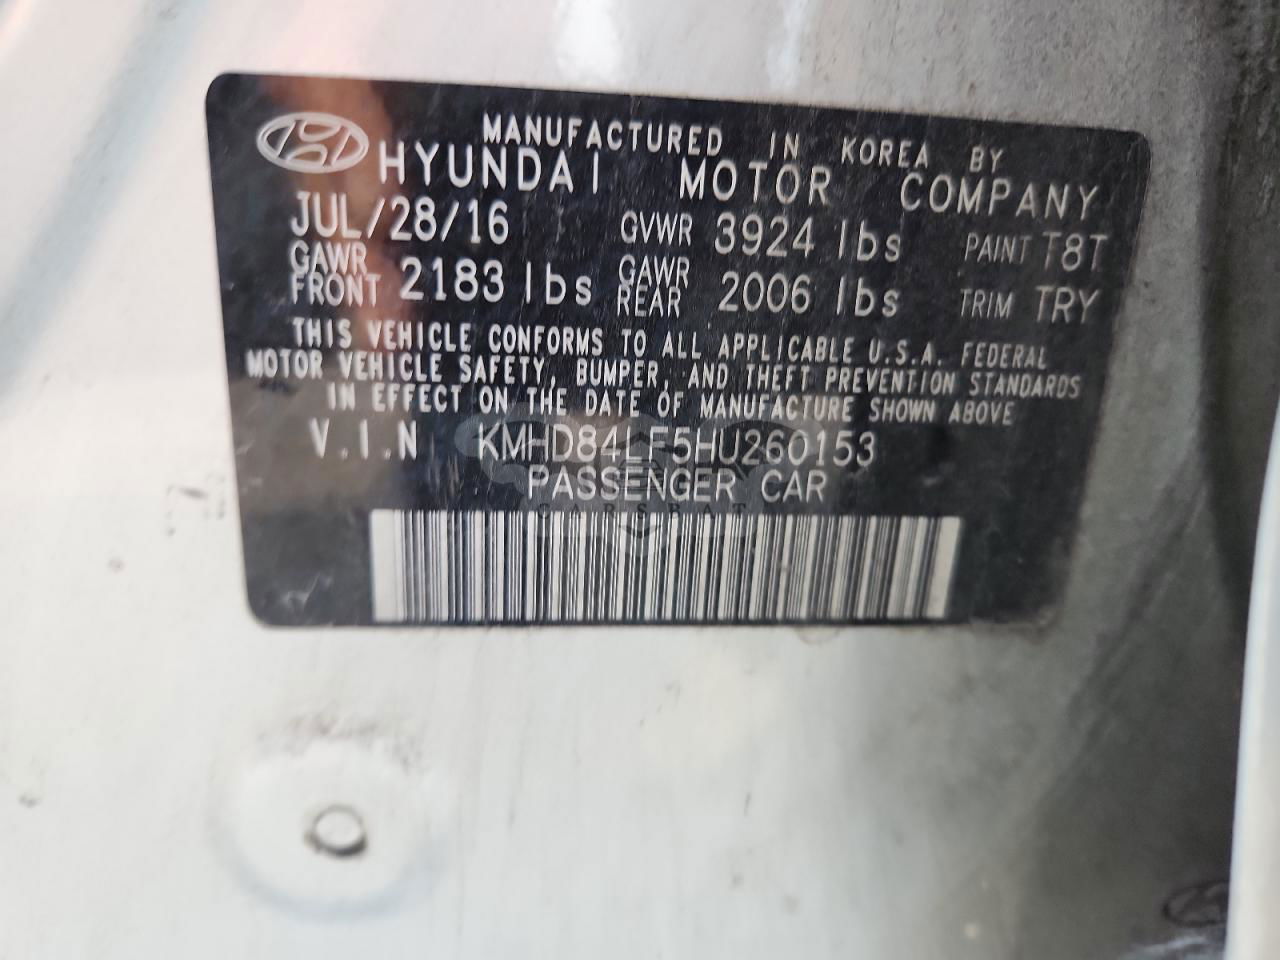 MANUFACTURED IN KOREA BY
HYUNDAI MOTOR COMPANY
JUL/28/16 GVWR 3924 lbs PAINT T8T
GAWR FRONT 2183 lbs GAWR REAR 2006 lbs TRIM TRY
THIS VEHICLE CONFORMS TO ALL APPLICABLE U.S.A. FEDERAL
MOTOR VEHICLE SAFETY, BUMPER, AND THEFT PREVENTION STANDARDS
IN EFFECT ON THE DATE OF MANUFACTURE SHOWN ABOVE
V.I.N KMHD84LF5HU260153
PASSENGER CAR
CARSBAT